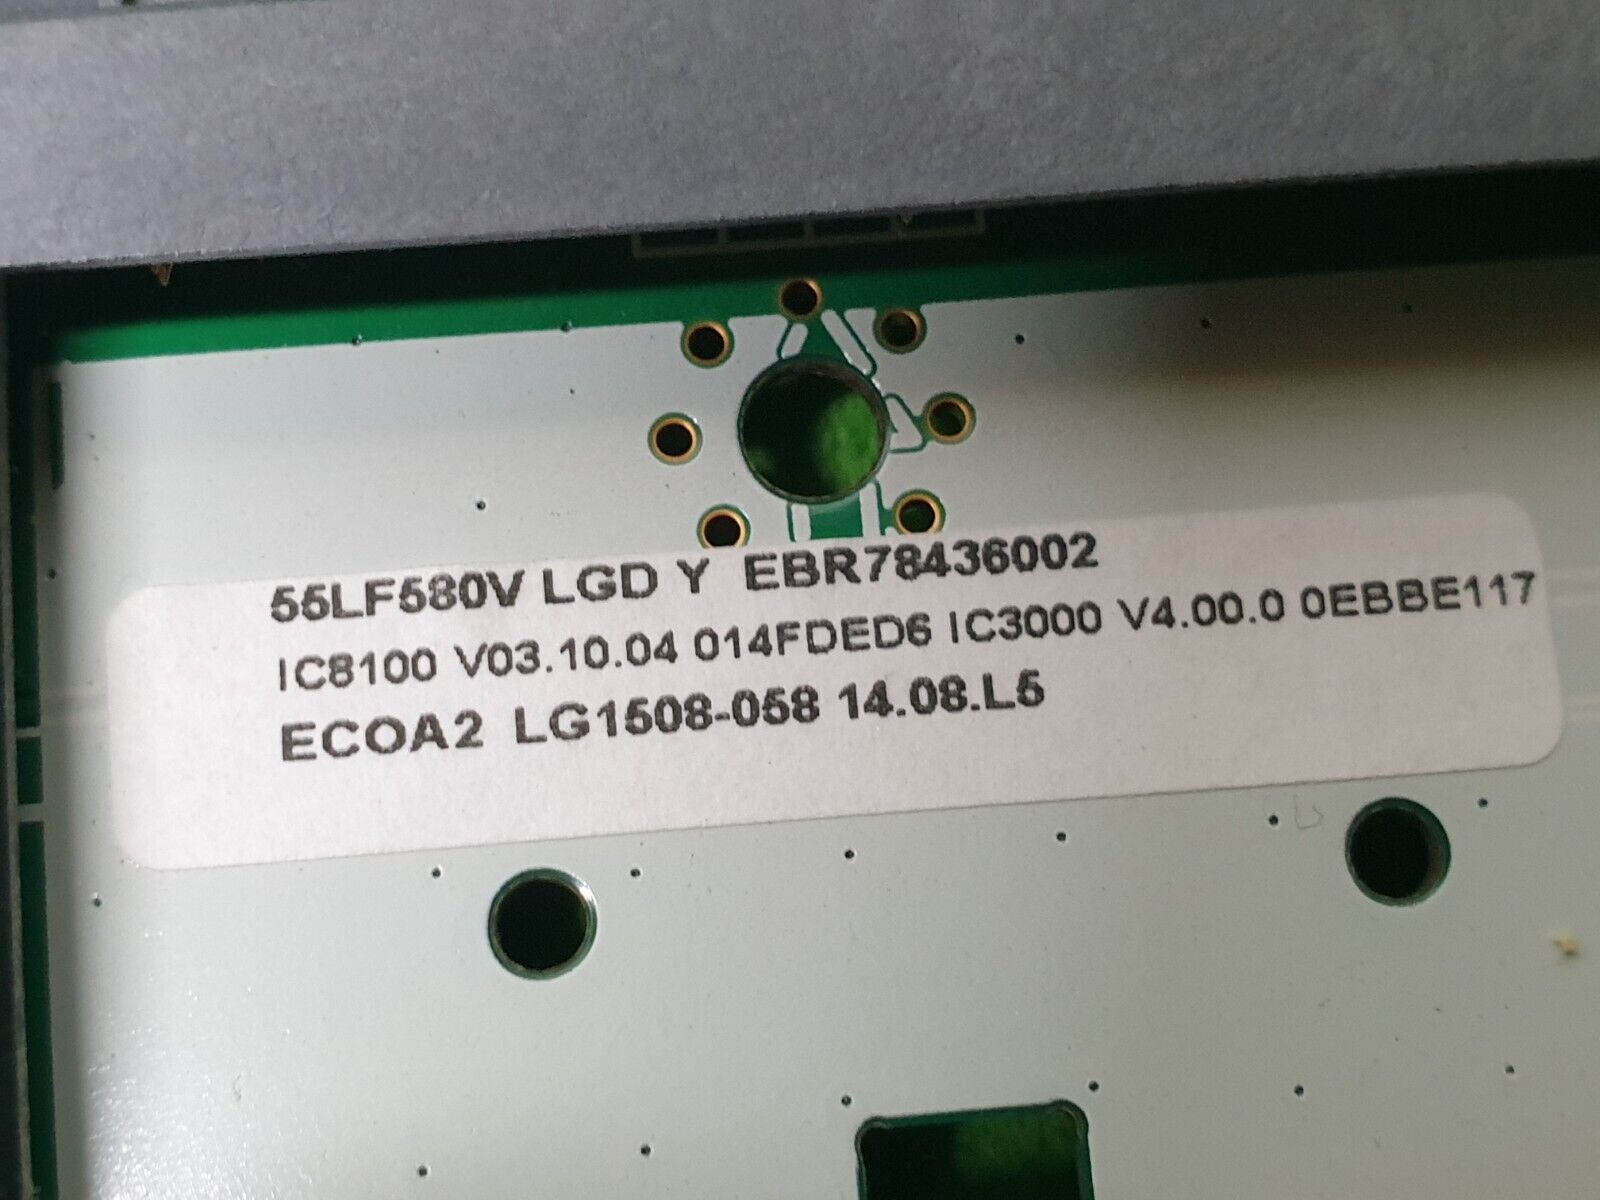 55LF580V LGD Y EBR78436002
IC8100 V03.10.04 014FDED6 IC3000 V4.00.0 0EBBE117
ECOA2 LG1508-058 14.08.L5